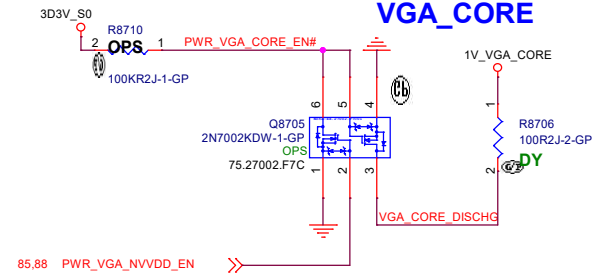 VGA_CORE
3D3V_S0
R8710
2 OPS 1
100KR2J-1-GP
PWR_VGA_CORE_EN#
1V_VGA_CORE
6 5 4
Q8705
2N7002KDW-1-GP
OPS
75.27002.F7C
1 2 3
1
R8706
100R2J-2-GP
DY
2
VGA_CORE_DISCHG
85,88 PWR_VGA_NVVDD_EN